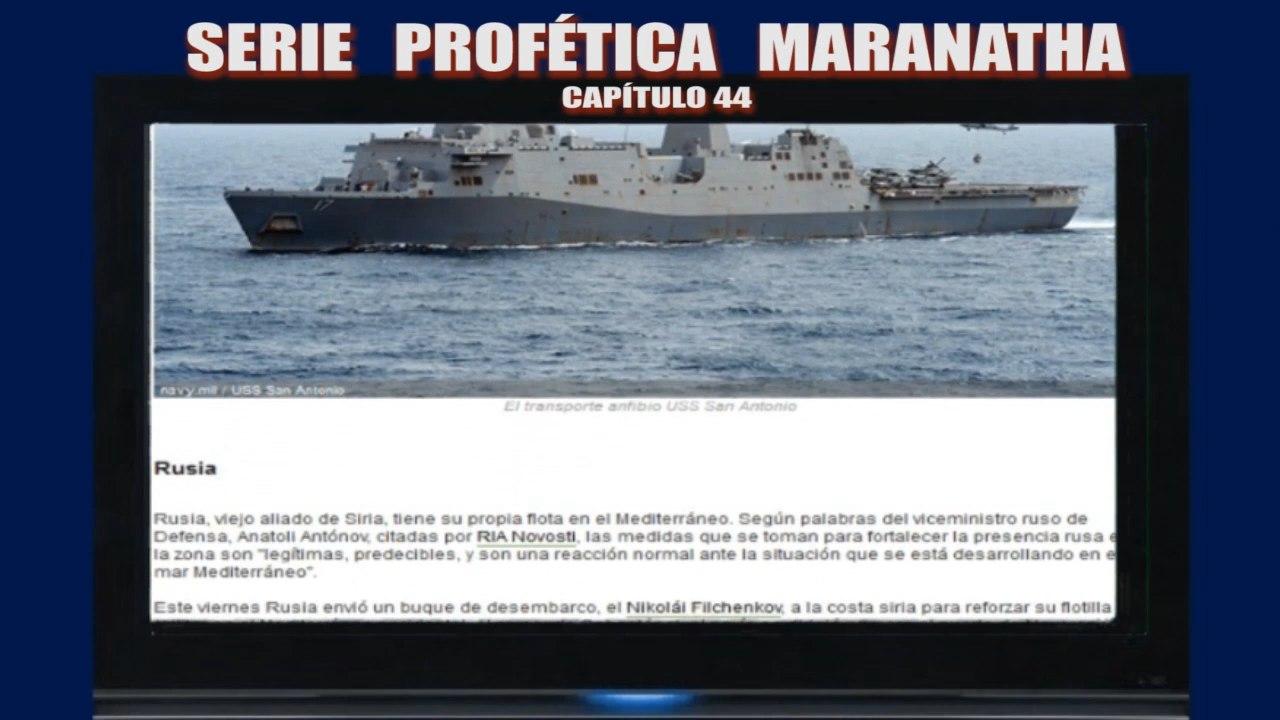 SERIE PROFÉTICA MARANATHA
CAPÍTULO 44
17
navy.mil / USS San Antonio
El transporte anfibio USS San Antonio
Rusia
Rusia, viejo aliado de Siria, tiene su propia flota en el Mediterráneo. Según palabras del viceministro ruso de
Defensa, Anatoli Antónov, citadas por RIA Novosti, las medidas que se toman para fortalecer la presencia rusa e
la zona son "legítimas, predecibles, y son una reacción normal ante la situación que se está desarrollando en e
mar Mediterráneo".
Este viernes Rusia envió un buque de desembarco, el Nikolái Filchenkov, a la costa siria para reforzar su flotilla